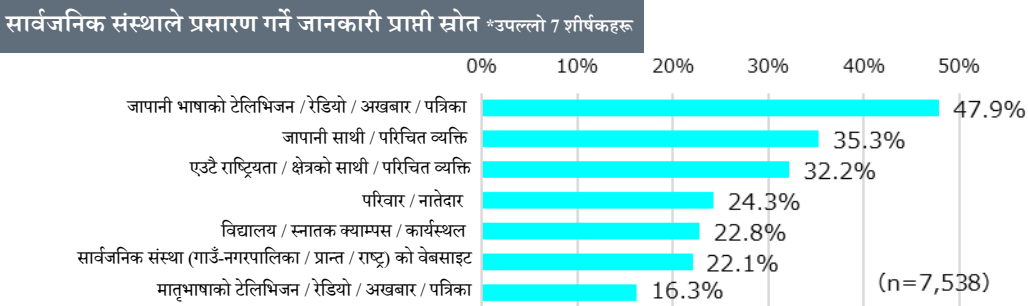 सार्वजनिक संस्थाले प्रसारण गर्ने जानकारी प्राप्ती स्रोत *उपल्लो 7 शीर्षकहरू
0% 10% 20% 30% 40% 50%
जापानी भाषाको टेलिभिजन / रेडियो / अखबार / पत्रिका 47.9%
जापानी साथी / परिचित व्यक्ति 35.3%
एउटै राष्ट्रियता / क्षेत्रको साथी / परिचित व्यक्ति 32.2%
परिवार / नातेदार 24.3%
विद्यालय / स्नातक क्याम्पस / कार्यस्थल 22.8%
सार्वजनिक संस्था (गाउँ-नगरपालिका / प्रान्त / राष्ट्र) को वेबसाइट 22.1%
मातृभाषाको टेलिभिजन / रेडियो / अखबार / पत्रिका 16.3%
(n=7,538)